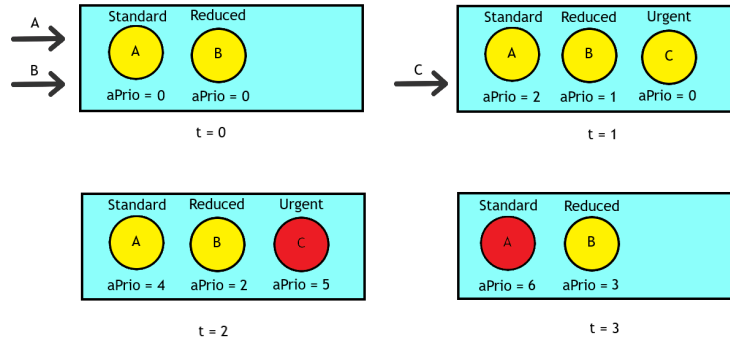 A
B
Standard Reduced
A B
aPrio = 0 aPrio = 0
t = 0
C
Standard Reduced Urgent
A B C
aPrio = 2 aPrio = 1 aPrio = 0
t = 1
Standard Reduced Urgent
A B C
aPrio = 4 aPrio = 2 aPrio = 5
t = 2
Standard Reduced
A B
aPrio = 6 aPrio = 3
t = 3